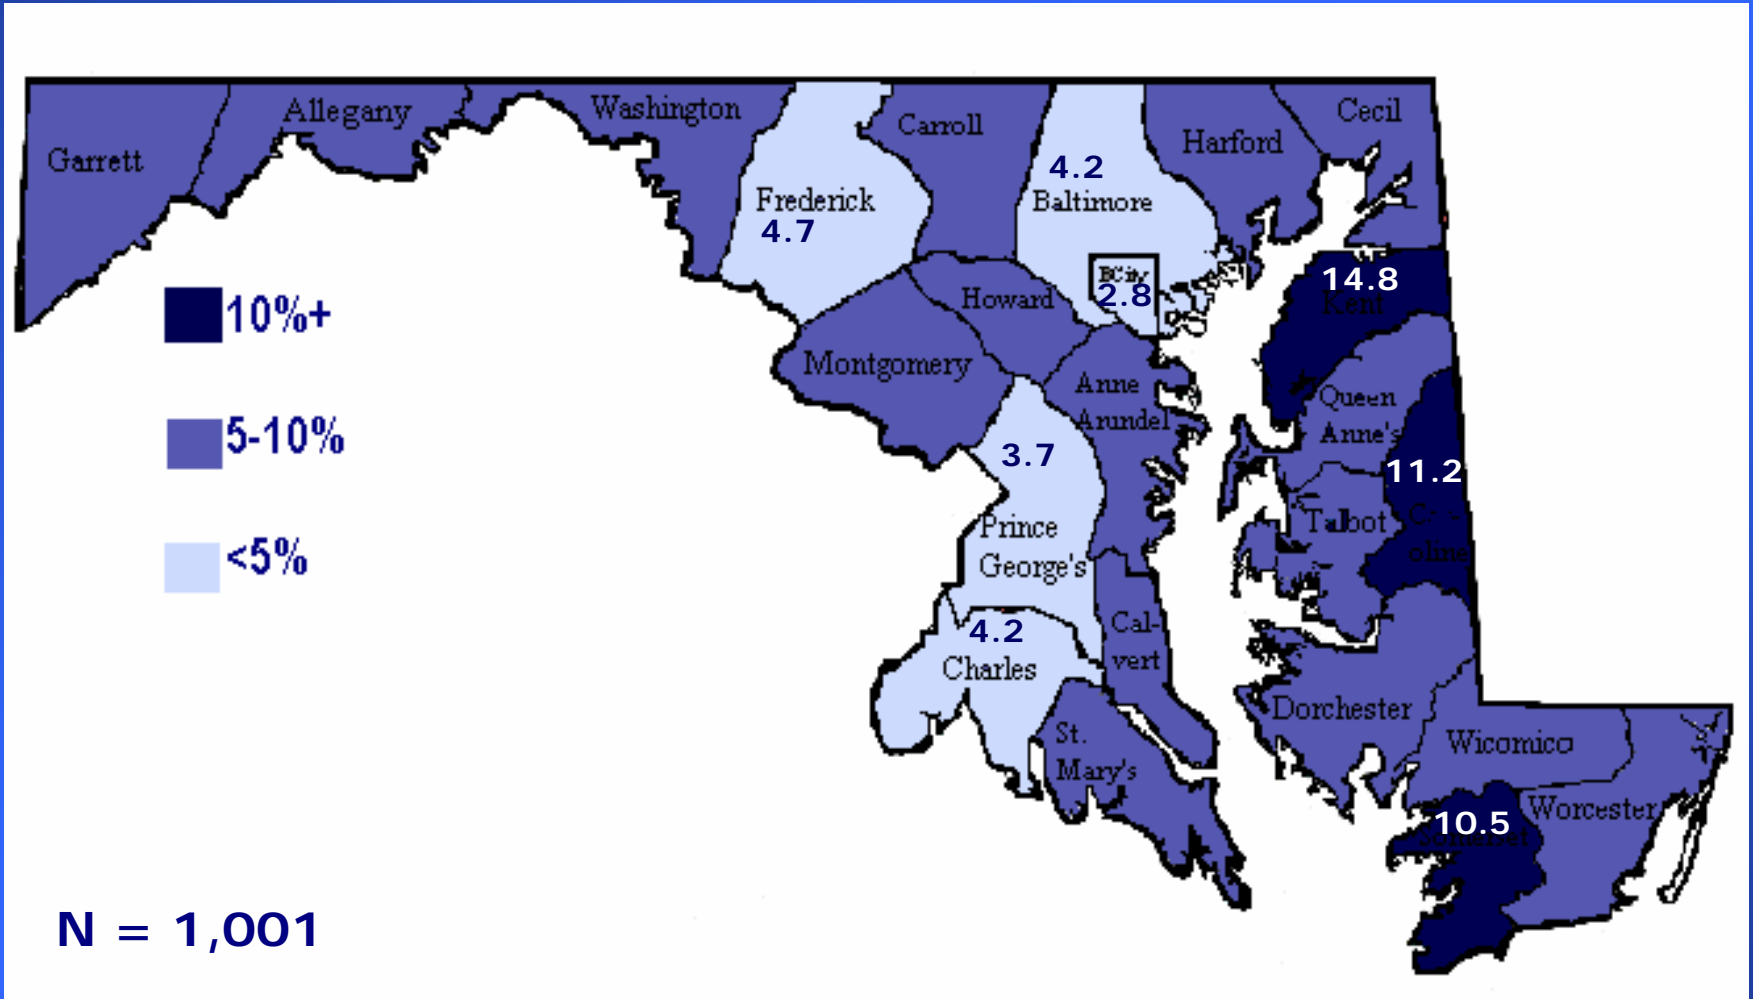 Garrett
Allegany
Washington
Frederick
4.7
Carroll
4.2
Baltimore
BCity
2.8
Harford
Cecil
14.8
Kent
Howard
Montgomery
Anne
Arundel
Queen
Anne's
11.2
Car-
oline
Talbot
3.7
Prince
George's
Cal-
vert
4.2
Charles
St.
Mary's
Dorchester
Wicomico
Worcester
10.5
Somerset
10%+
5-10%
<5%
N = 1,001